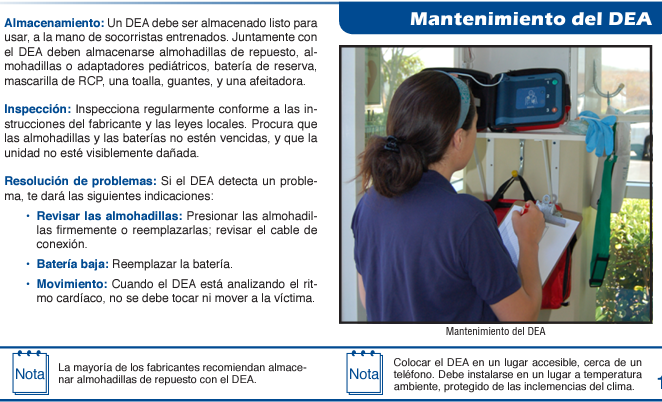 Mantenimiento del DEA
Almacenamiento: Un DEA debe ser almacenado listo para
usar, a la mano de socorristas entrenados. Juntamente con
el DEA deben almacenarse almohadillas de repuesto, al-
mohadillas o adaptadores pediátricos, batería de reserva,
mascarilla de RCP, una toalla, guantes, y una afeitadora.
Inspección: Inspecciona regularmente conforme a las in-
strucciones del fabricante y las leyes locales. Procura que
las almohadillas y las baterías no estén vencidas, y que la
unidad no esté visiblemente dañada.
Resolución de problemas: Si el DEA detecta un proble-
ma, te dará las siguientes indicaciones:
• Revisar las almohadillas: Presionar las almohadil-
las firmemente o reemplazarlas; revisar el cable de
conexión.
• Batería baja: Reemplazar la batería.
• Movimiento: Cuando el DEA está analizando el rit-
mo cardíaco, no se debe tocar ni mover a la víctima.
Mantenimiento del DEA
Nota
La mayoría de los fabricantes recomiendan almace-
nar almohadillas de repuesto con el DEA.
Nota
Colocar el DEA en un lugar accesible, cerca de un
teléfono. Debe instalarse en un lugar a temperatura
ambiente, protegido de las inclemencias del clima.